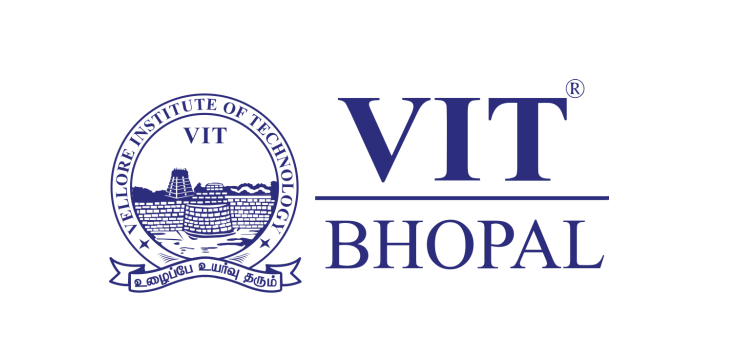 VELLORE INSTITUTE OF TECHNOLOGY
VIT
உழைப்பே உயர்வு தரும்
VIT®
BHOPAL